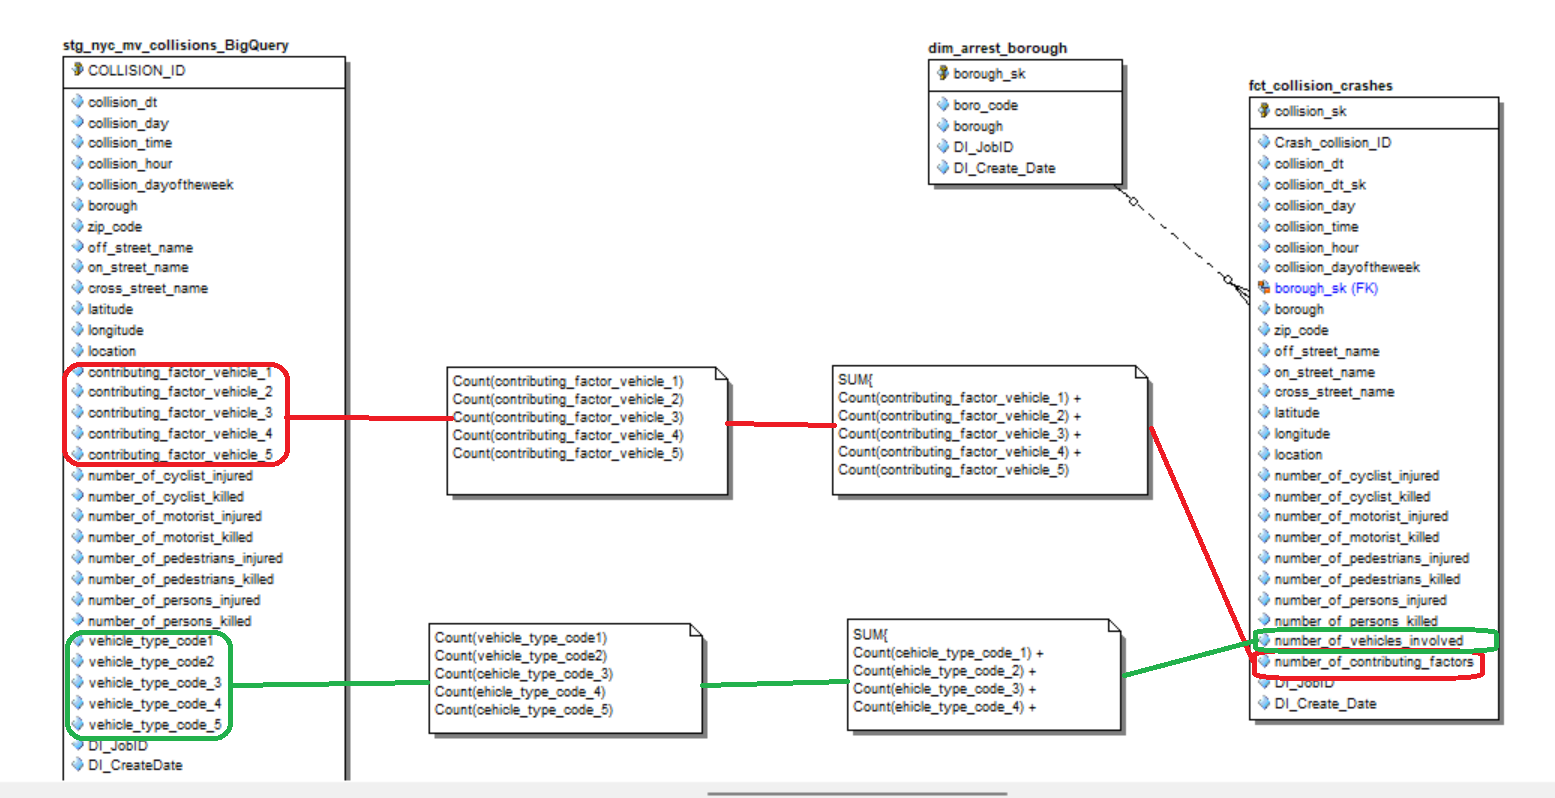 stg_nyc_mv_collisions_BigQuery
COLLISION_ID
collision_dt
collision_day
collision_time
collision_hour
collision_dayoftheweek
borough
zip_code
off_street_name
on_street_name
cross_street_name
latitude
longitude
location
contributing_factor_vehicle_1
contributing_factor_vehicle_2
contributing_factor_vehicle_3
contributing_factor_vehicle_4
contributing_factor_vehicle_5
number_of_cyclist_injured
number_of_cyclist_killed
number_of_motorist_injured
number_of_motorist_killed
number_of_pedestrians_injured
number_of_pedestrians_killed
number_of_persons_injured
number_of_persons_killed
vehicle_type_code1
vehicle_type_code2
vehicle_type_code_3
vehicle_type_code_4
vehicle_type_code_5
DI_JobID
DI_CreateDate
Count(contributing_factor_vehicle_1)
Count(contributing_factor_vehicle_2)
Count(contributing_factor_vehicle_3)
Count(contributing_factor_vehicle_4)
Count(contributing_factor_vehicle_5)
Count(vehicle_type_code1)
Count(vehicle_type_code2)
Count(cehicle_type_code_3)
Count(ehicle_type_code_4)
Count(cehicle_type_code_5)
SUM{
Count(contributing_factor_vehicle_1) +
Count(contributing_factor_vehicle_2) +
Count(contributing_factor_vehicle_3) +
Count(contributing_factor_vehicle_4) +
Count(contributing_factor_vehicle_5)
SUM{
Count(cehicle_type_code_1) +
Count(ehicle_type_code_2) +
Count(ehicle_type_code_3) +
Count(ehicle_type_code_4) +
dim_arrest_borough
borough_sk
boro_code
borough
DI_JobID
DI_Create_Date
fct_collision_crashes
collision_sk
Crash_collision_ID
collision_dt
collision_dt_sk
collision_day
collision_time
collision_hour
collision_dayoftheweek
borough_sk (FK)
borough
zip_code
off_street_name
on_street_name
cross_street_name
latitude
longitude
location
number_of_cyclist_injured
number_of_cyclist_killed
number_of_motorist_injured
number_of_motorist_killed
number_of_pedestrians_injured
number_of_pedestrians_killed
number_of_persons_injured
number_of_persons_killed
number_of_vehicles_involved
number_of_contributing_factors
DI_JobID
DI_Create_Date